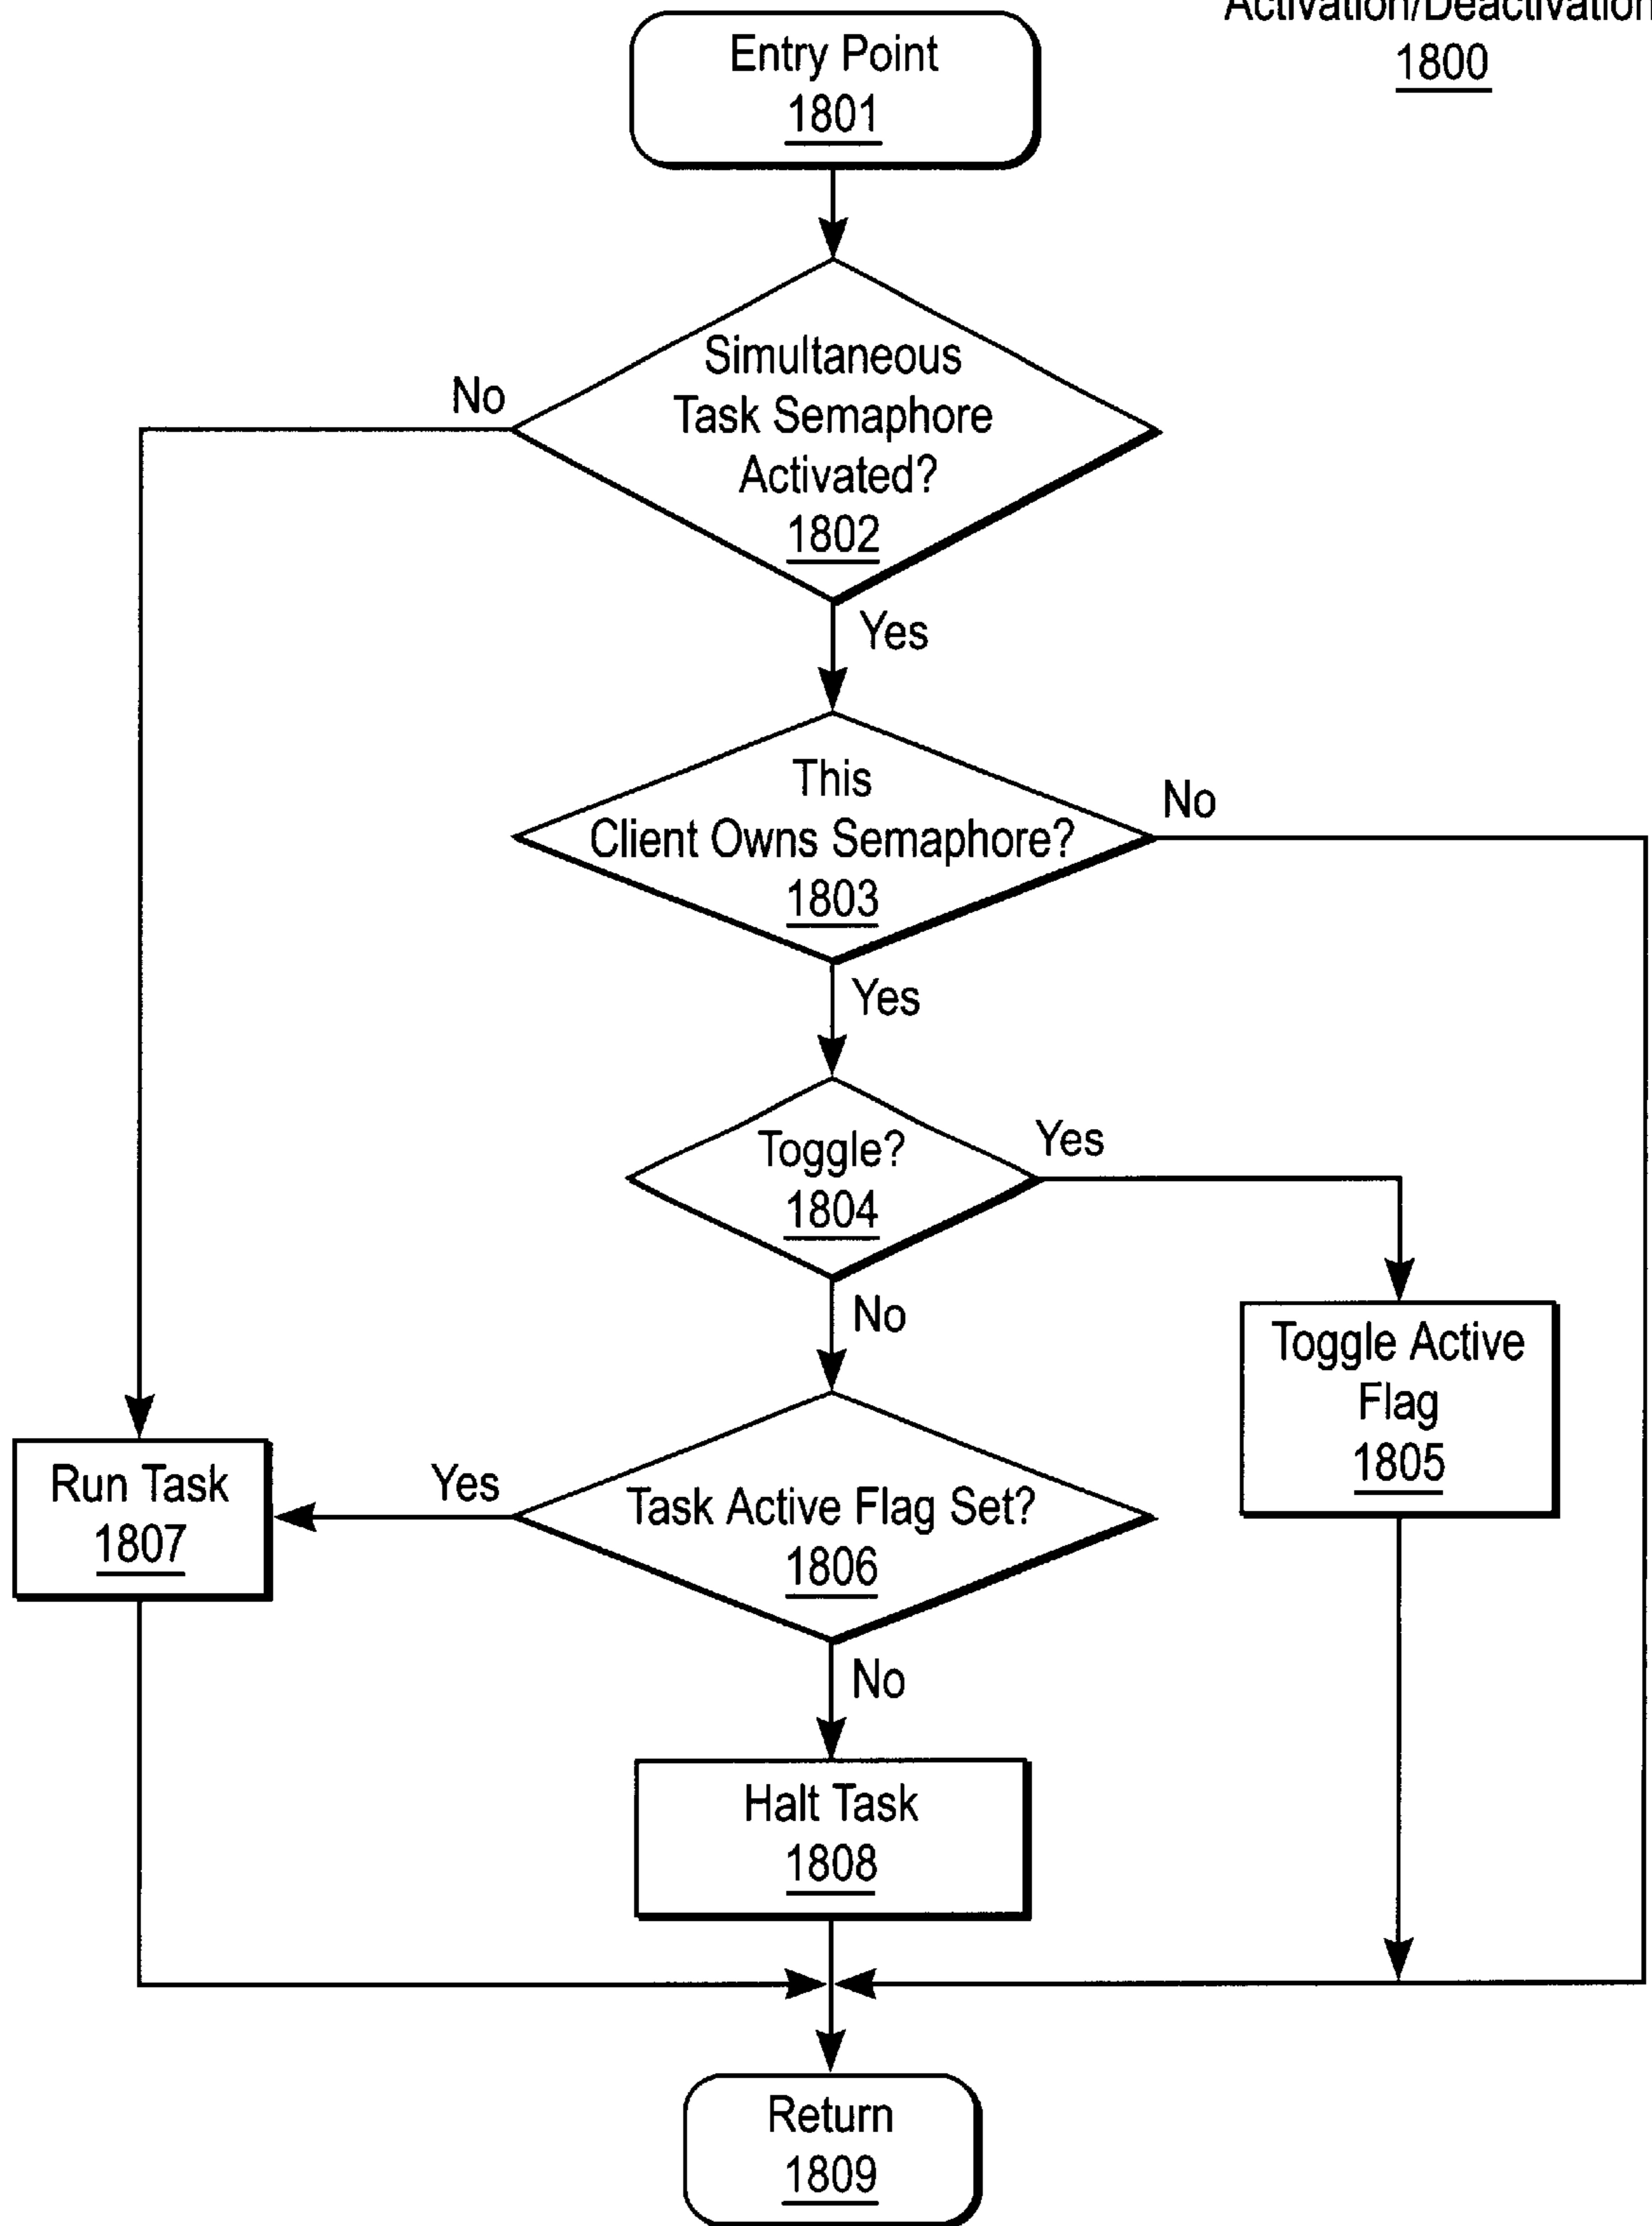 Activation/Deactivation
1800
Entry Point
1801
Simultaneous
Task Semaphore
Activated?
1802
No
Yes
This
Client Owns Semaphore?
1803
No
Yes
Toggle?
1804
Yes
No
Toggle Active
Flag
1805
Run Task
1807
Yes
Task Active Flag Set?
1806
No
Halt Task
1808
Return
1809